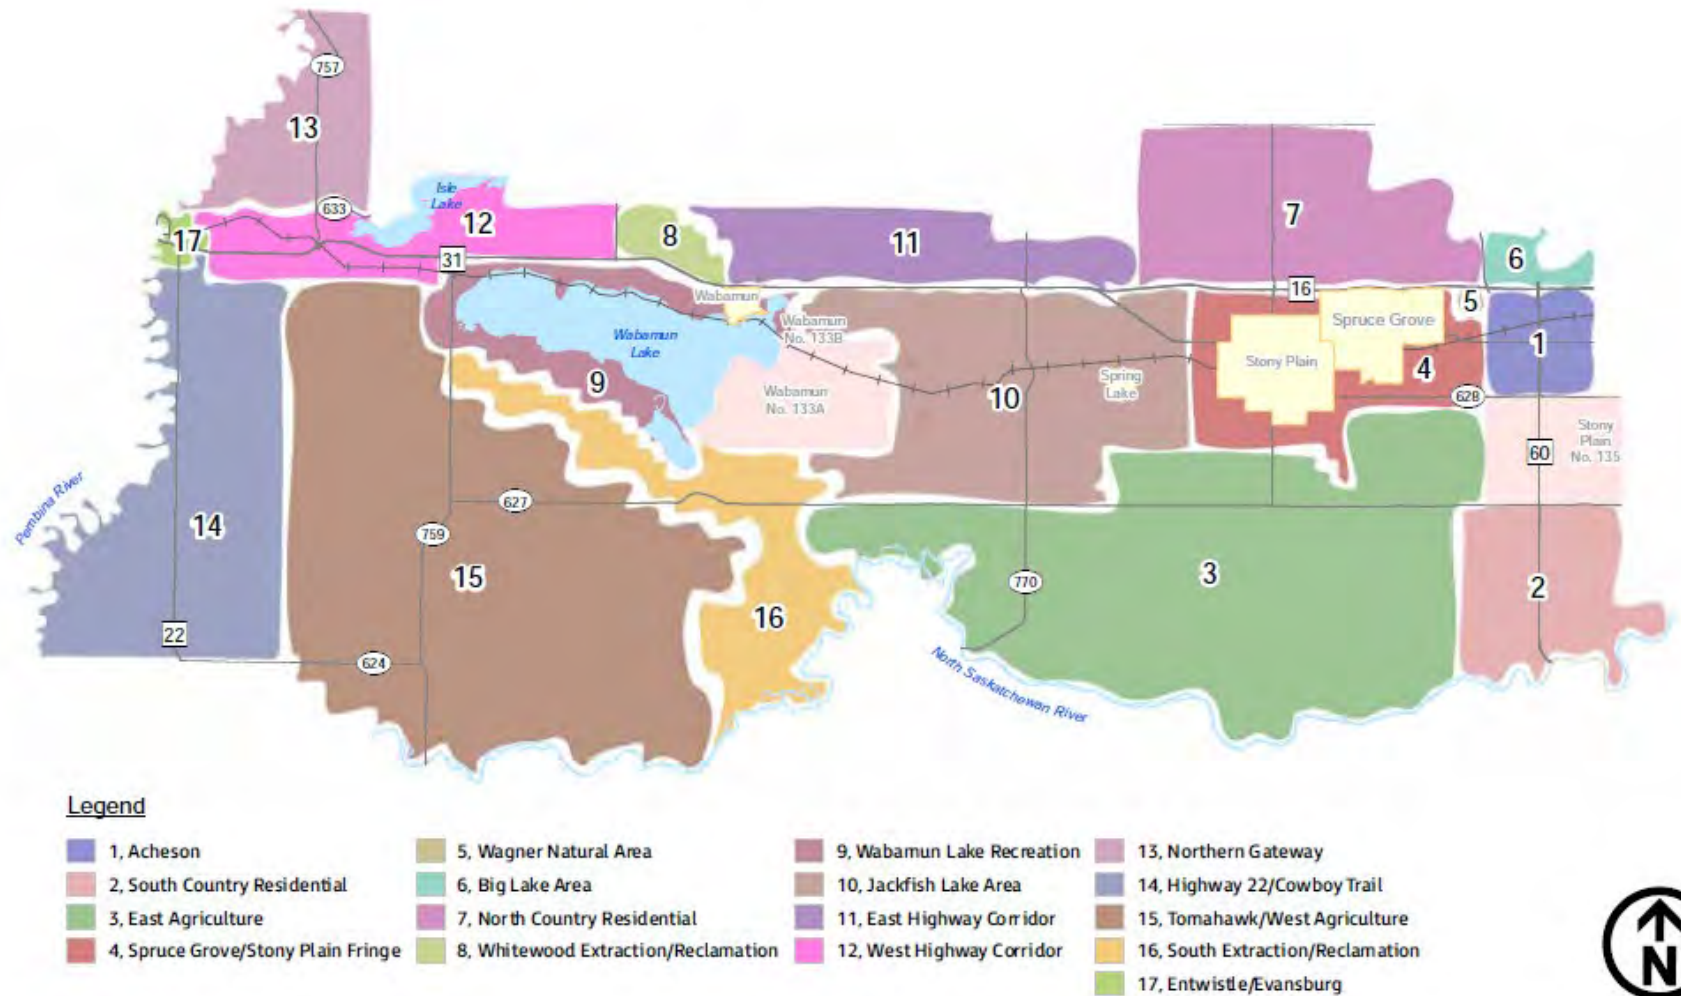 757
13
Isle
Lake
633
12
17
8
11
7
6
31
16
5
Wabamun
Wabamun
No. 133B
Wabamun
Lake
Spruce Grove
Stony Plain
1
4
9
Wabamun
No. 133A
10
Spring
Lake
628
Stony
Plain
No. 135
60
Pembina River
14
627
759
15
770
3
2
16
22
624
North Saskatchewan River
Legend
1, Acheson
2, South Country Residential
3, East Agriculture
4, Spruce Grove/Stony Plain Fringe
5, Wagner Natural Area
6, Big Lake Area
7, North Country Residential
8, Whitewood Extraction/Reclamation
9, Wabamun Lake Recreation
10, Jackfish Lake Area
11, East Highway Corridor
12, West Highway Corridor
13, Northern Gateway
14, Highway 22/Cowboy Trail
15, Tomahawk/West Agriculture
16, South Extraction/Reclamation
17, Entwistle/Evansburg
N